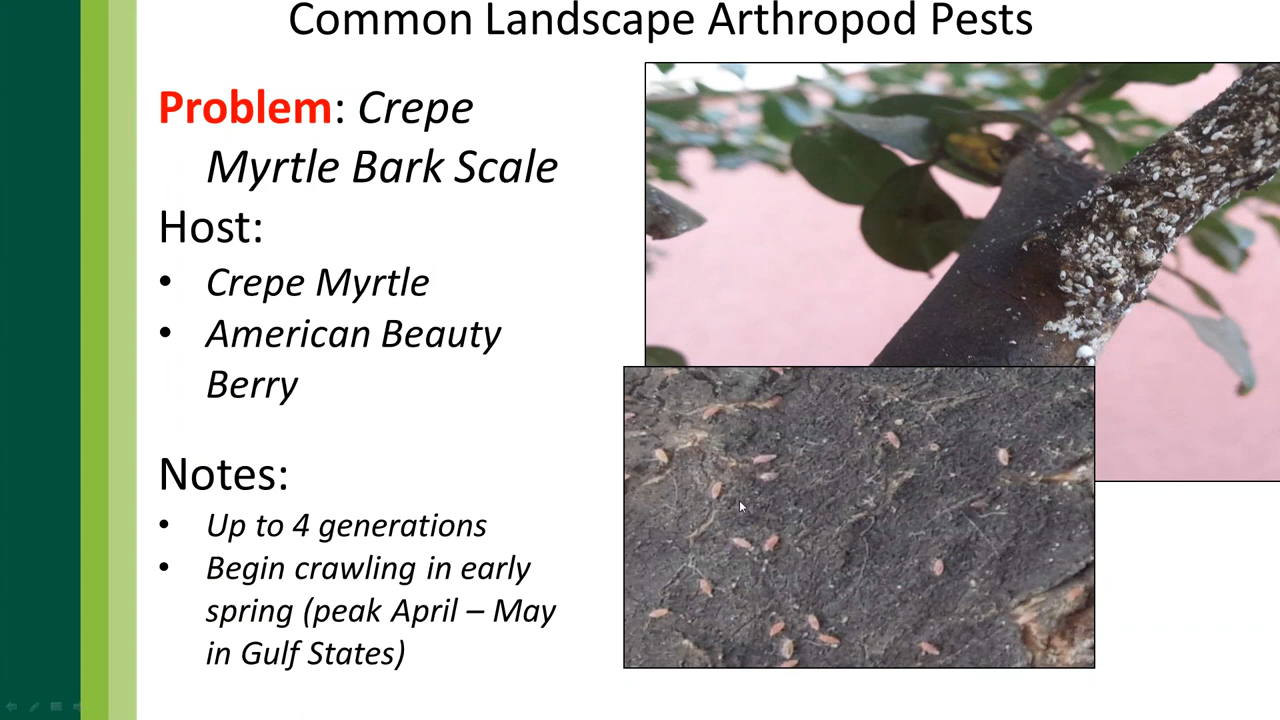 Common Landscape Arthropod Pests
Problem: Crepe
Myrtle Bark Scale
Host:
• Crepe Myrtle
• American Beauty
Berry
Notes:
• Up to 4 generations
• Begin crawling in early
spring (peak April – May
in Gulf States)